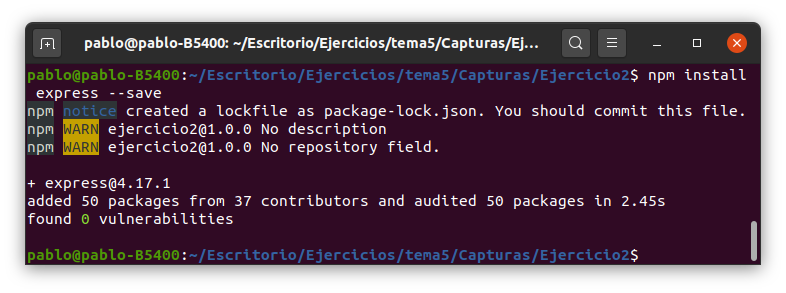 pablo@pablo-B5400: ~/Escritorio/Ejercicios/tema5/Capturas/Ej…
pablo@pablo-B5400:~/Escritorio/Ejercicios/tema5/Capturas/Ejercicio2$ npm install
 express --save
npm notice created a lockfile as package-lock.json. You should commit this file.
npm WARN ejercicio2@1.0.0 No description
npm WARN ejercicio2@1.0.0 No repository field.

+ express@4.17.1
added 50 packages from 37 contributors and audited 50 packages in 2.45s
found 0 vulnerabilities

pablo@pablo-B5400:~/Escritorio/Ejercicios/tema5/Capturas/Ejercicio2$